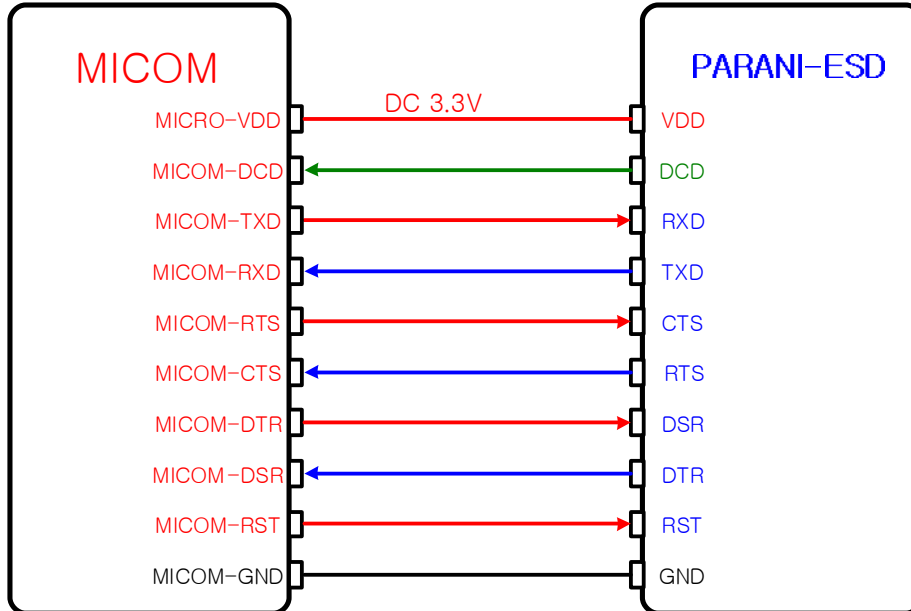 MICOM
PARANI-ESD
DC 3.3V
MICRO-VDD
VDD
MICOM-DCD
DCD
MICOM-TXD
RXD
MICOM-RXD
TXD
MICOM-RTS
CTS
MICOM-CTS
RTS
MICOM-DTR
DSR
MICOM-DSR
DTR
MICOM-RST
RST
MICOM-GND
GND